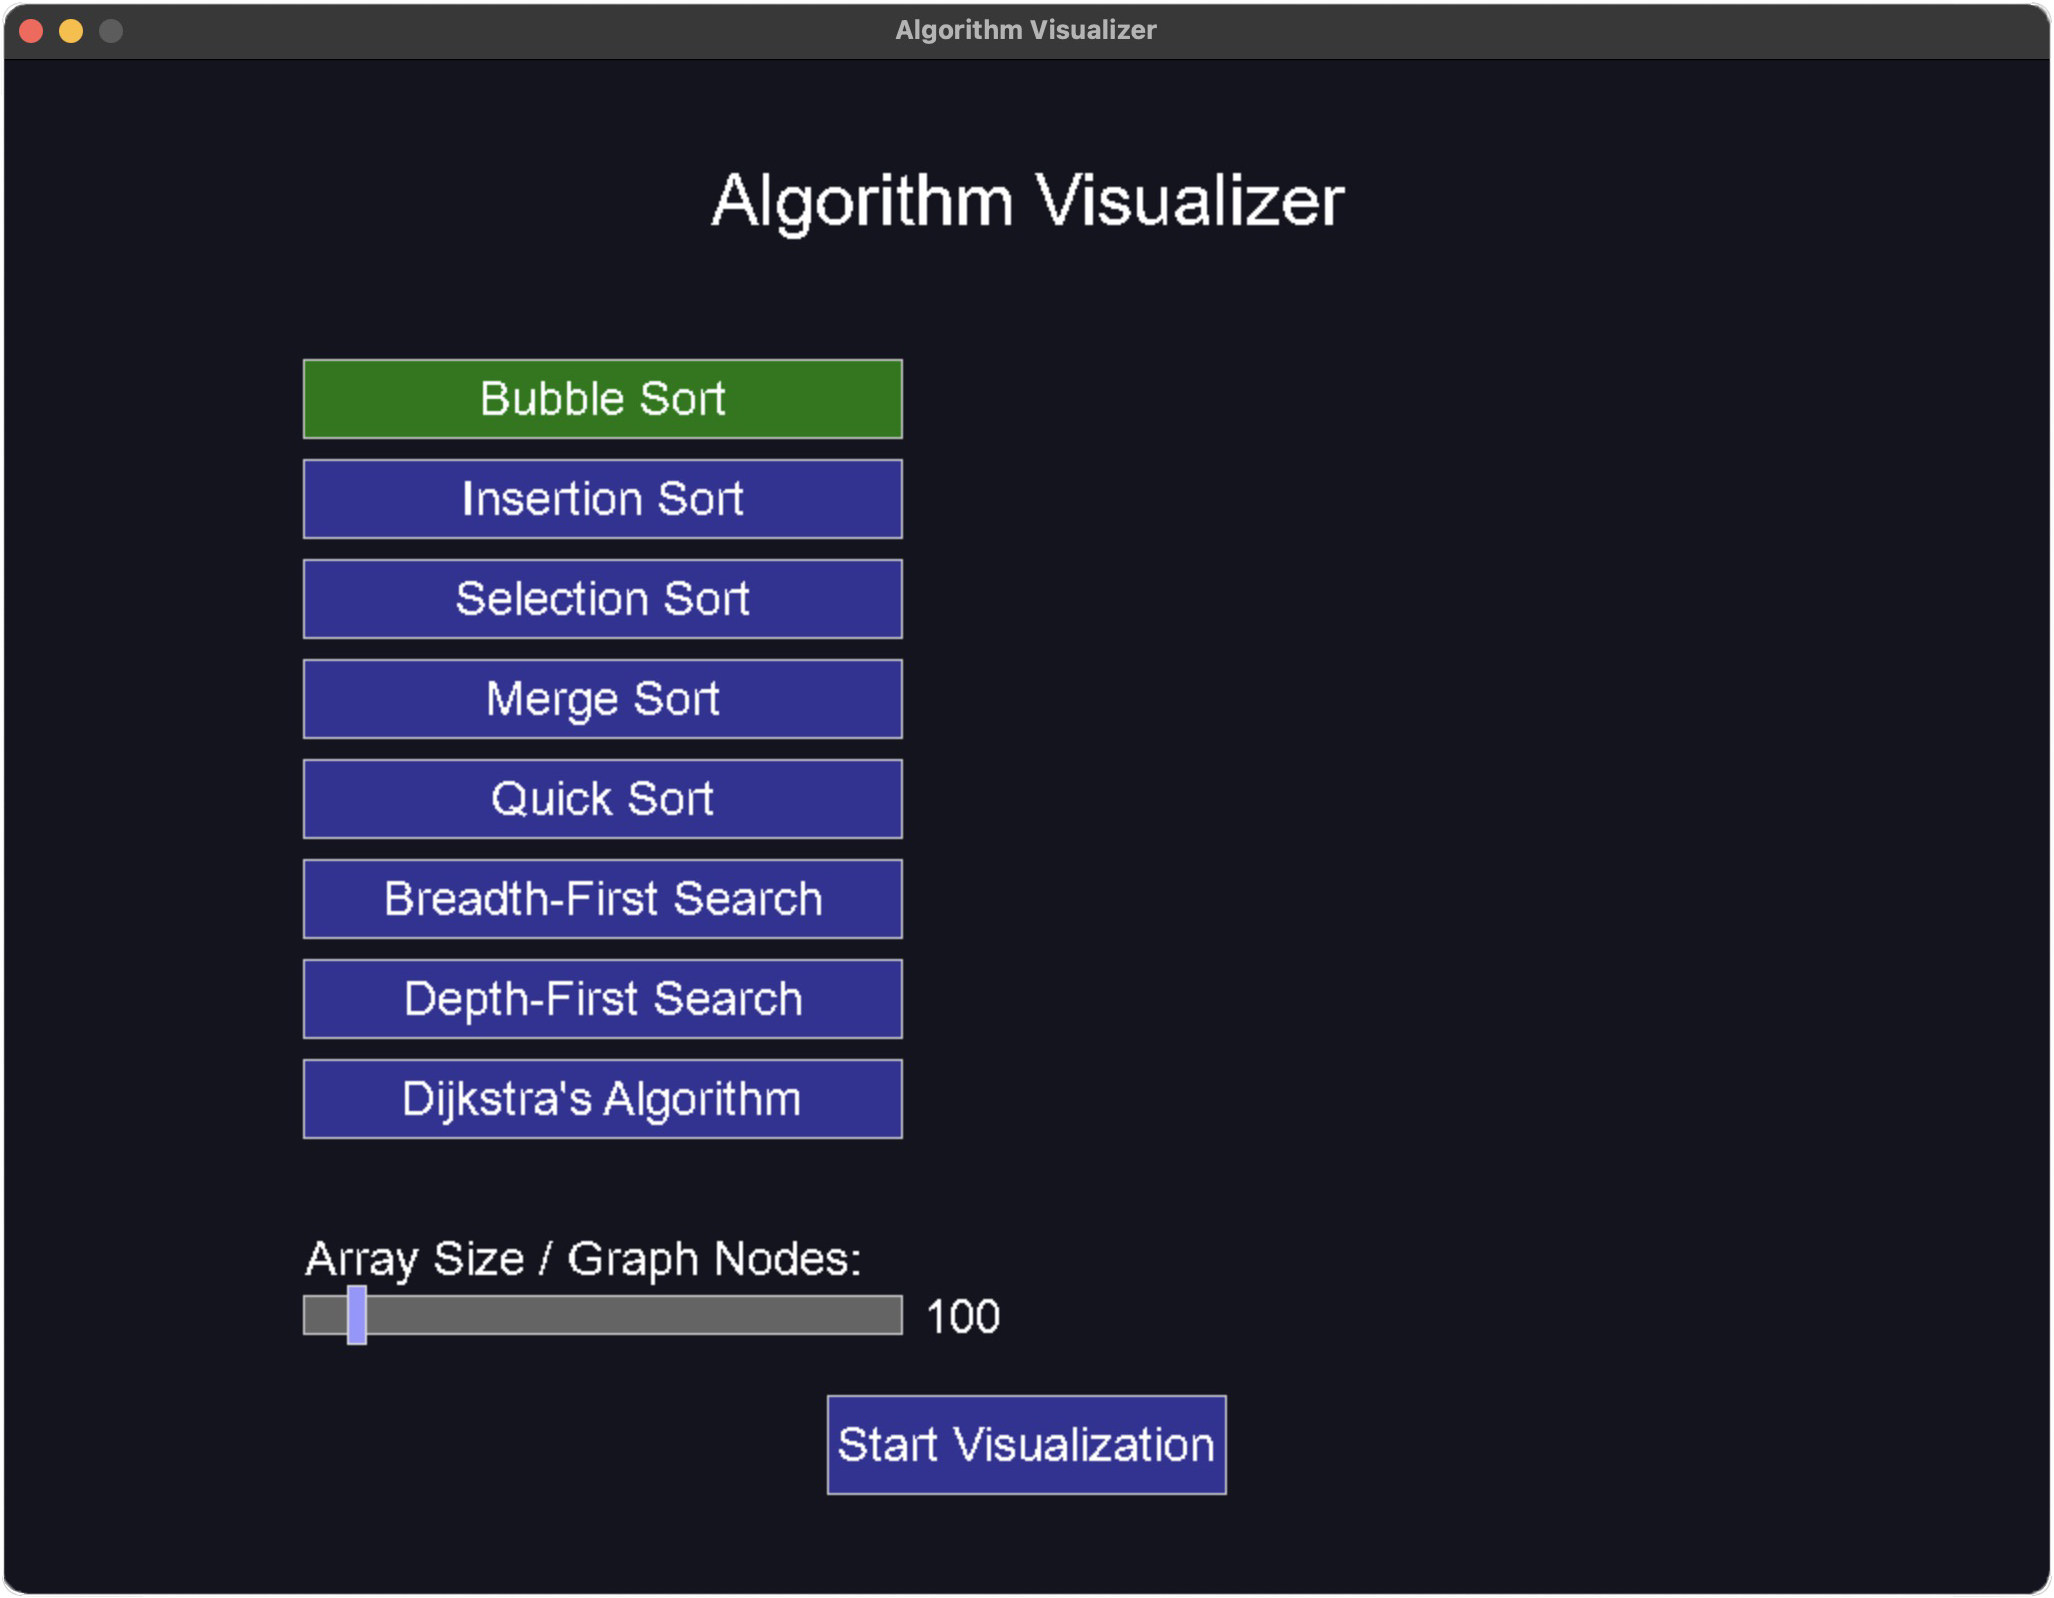 Algorithm Visualizer
Algorithm Visualizer
Bubble Sort
Insertion Sort
Selection Sort
Merge Sort
Quick Sort
Breadth-First Search
Depth-First Search
Dijkstra's Algorithm
Array Size / Graph Nodes:
100
Start Visualization